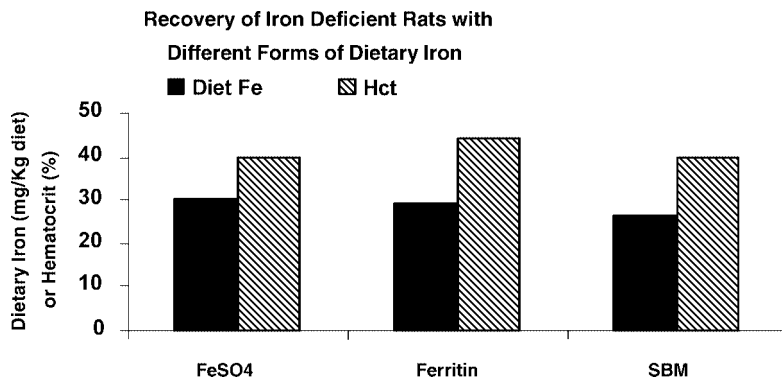 Recovery of Iron Deficient Rats with
Different Forms of Dietary Iron
Diet Fe Hct
Dietary Iron (mg/Kg diet)
or Hematocrit (%)
50
40
30
20
10
0
FeSO4 Ferritin SBM